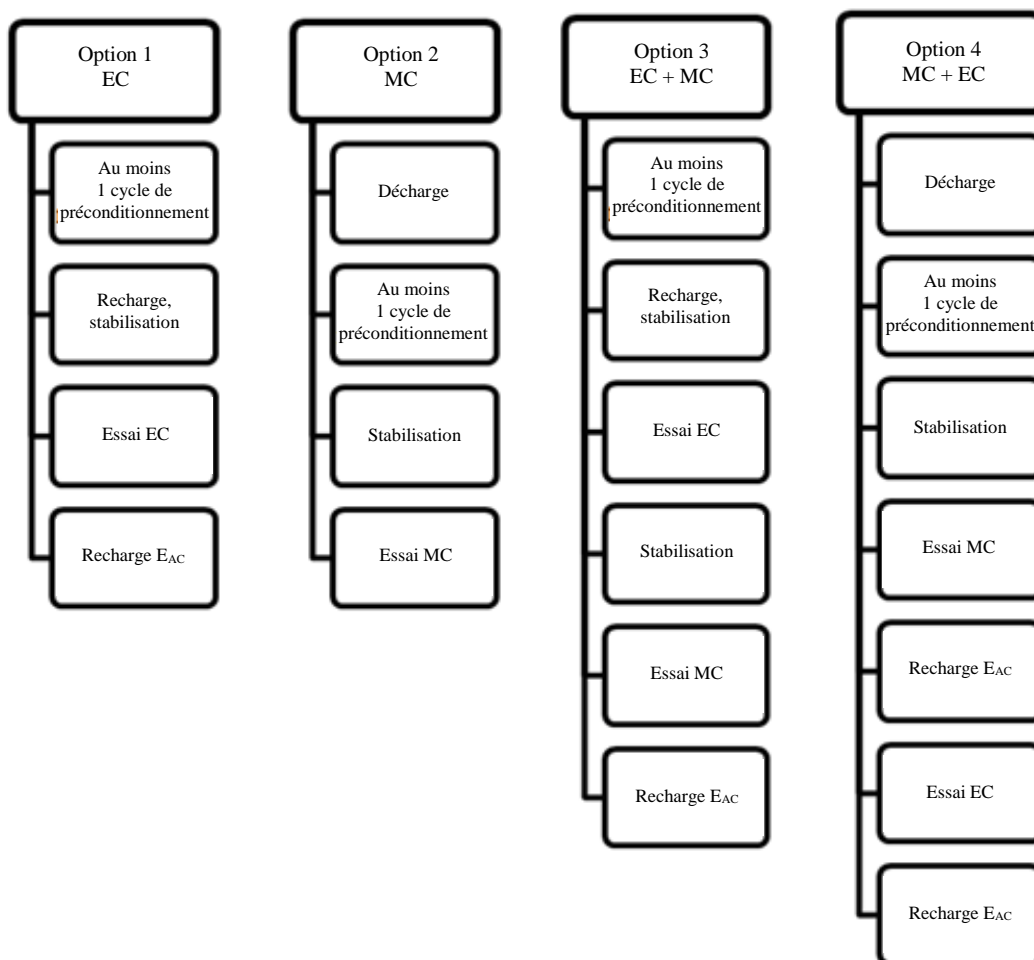 Option 1
EC
Au moins
1 cycle de
préconditionnement
Recharge,
stabilisation
Essai EC
Recharge EAC
Option 2
MC
Décharge
Au moins
1 cycle de
préconditionnement
Stabilisation
Essai MC
Option 3
EC + MC
Au moins
1 cycle de
préconditionnement
Recharge,
stabilisation
Essai EC
Stabilisation
Essai MC
Recharge EAC
Option 4
MC + EC
Décharge
Au moins
1 cycle de
préconditionnement
Stabilisation
Essai MC
Recharge EAC
Essai EC
Recharge EAC